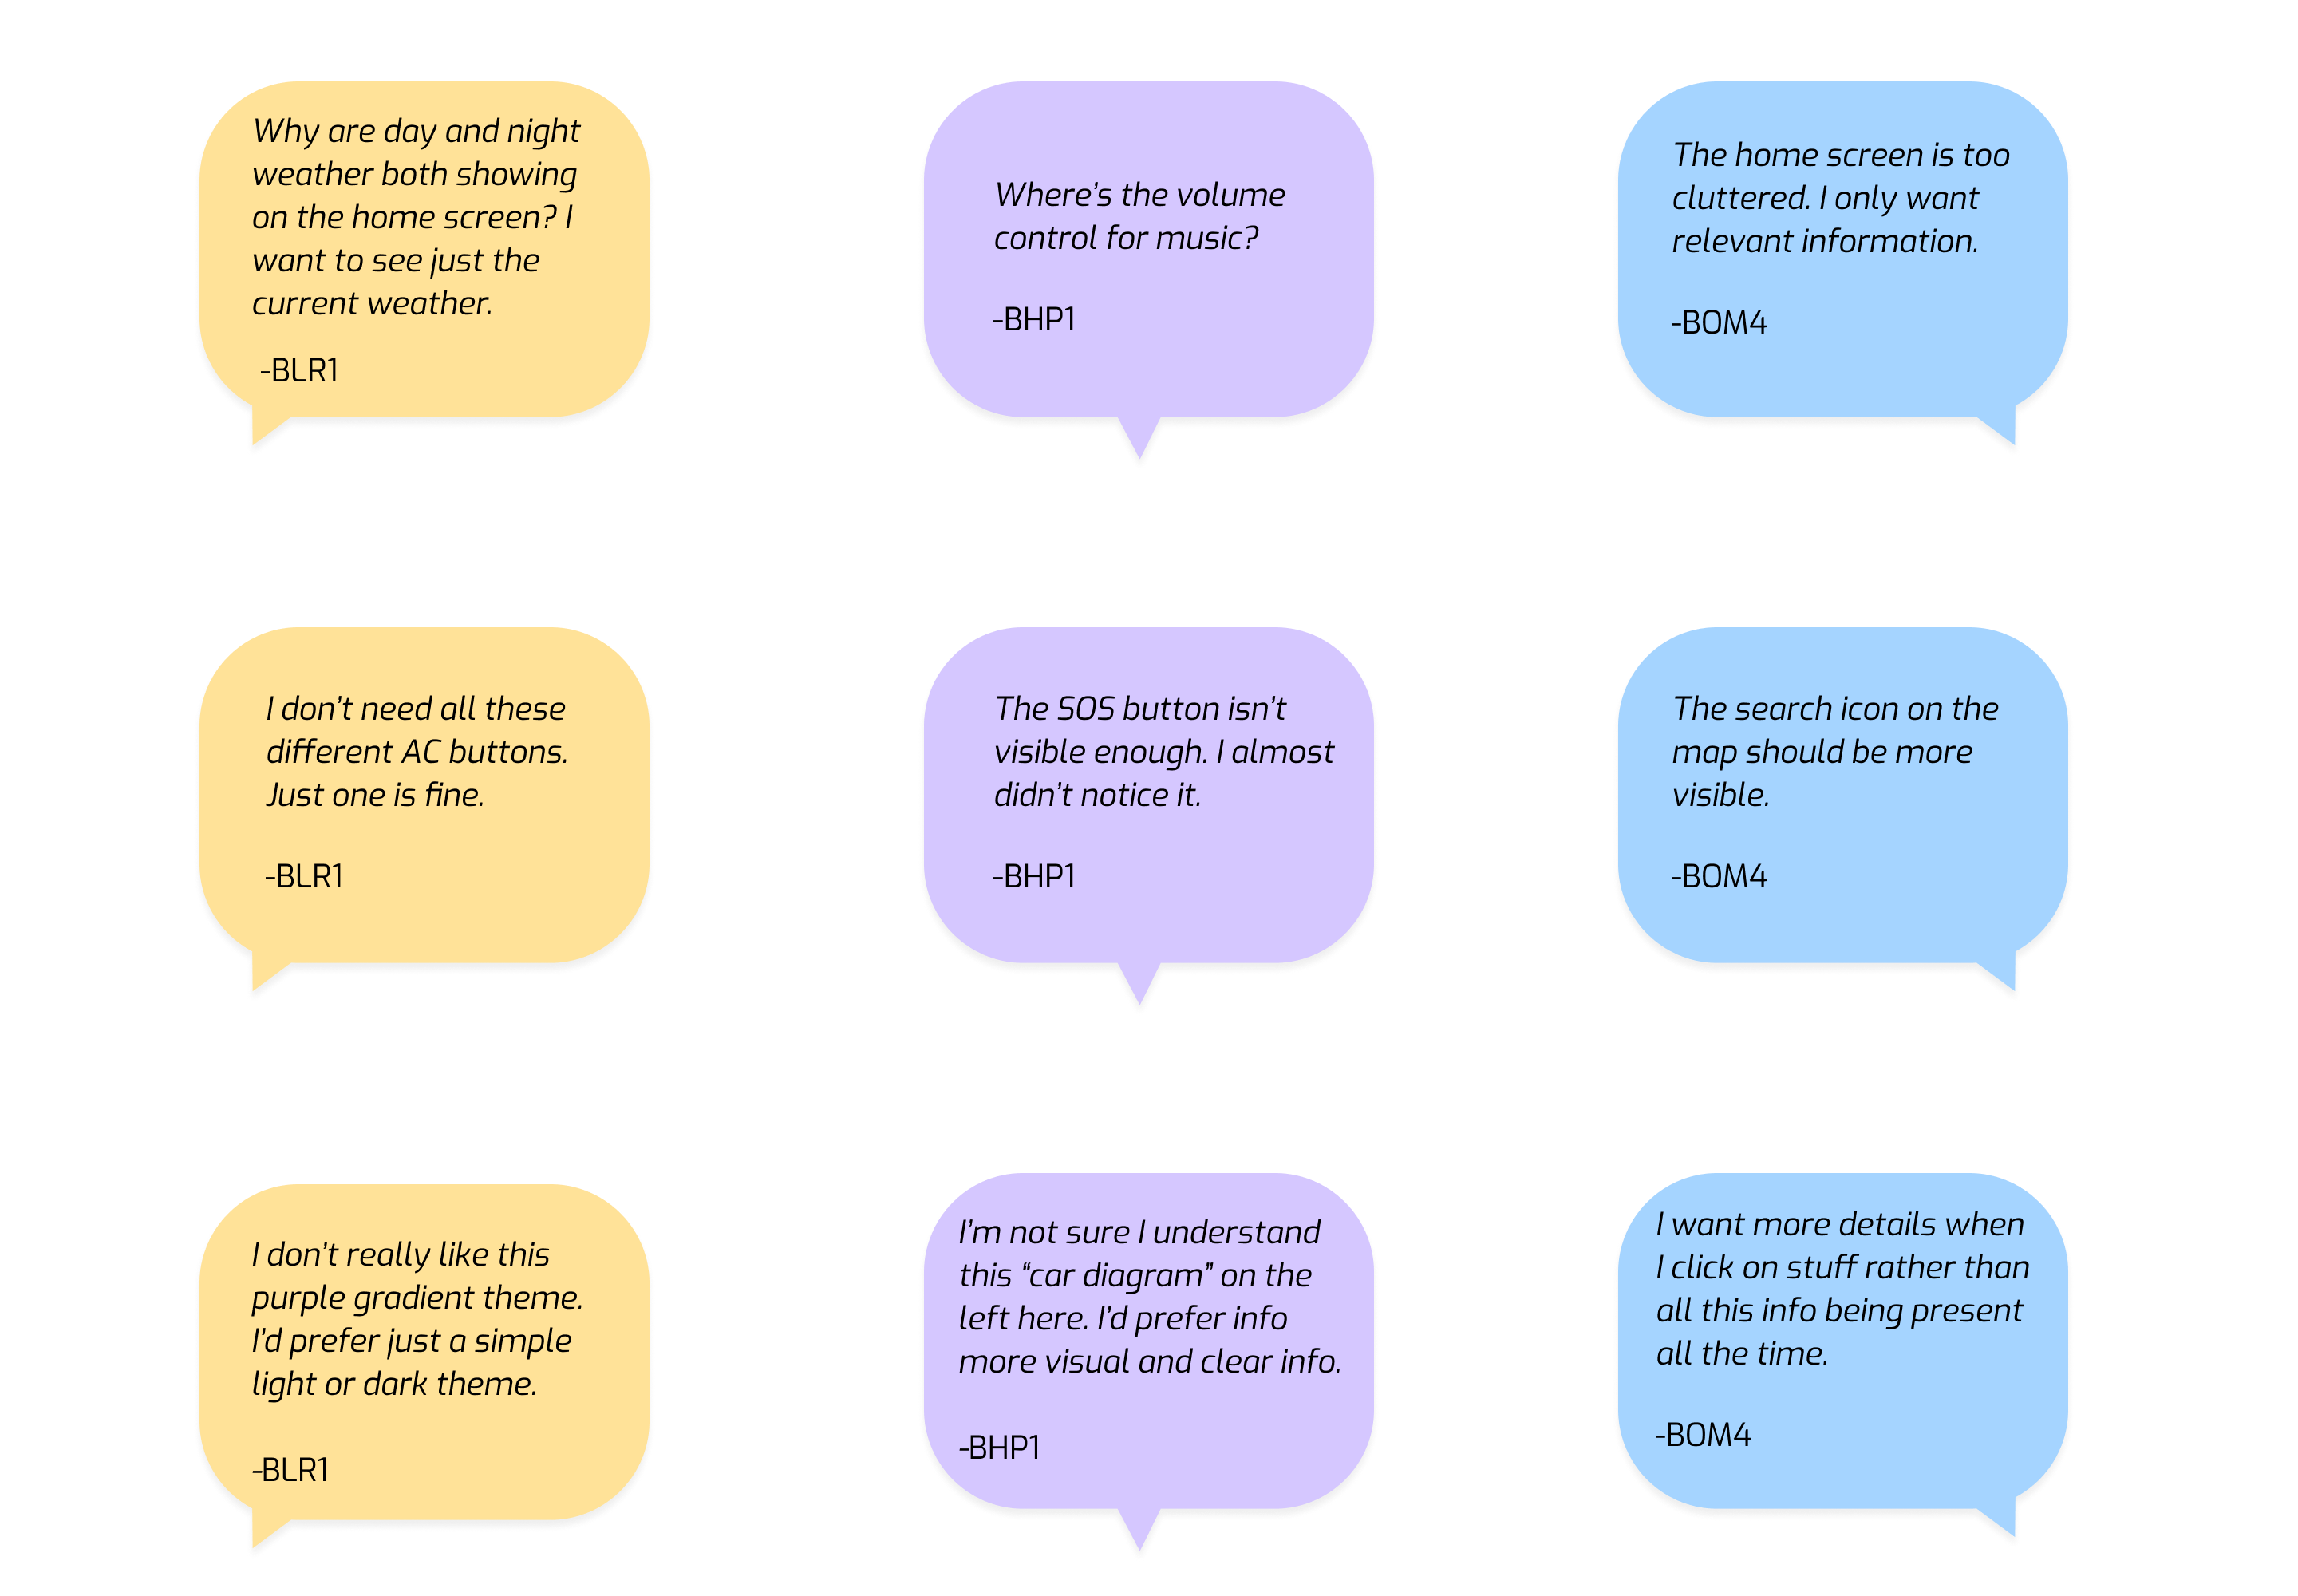 Why are day and night
weather both showing
on the home screen? I
want to see just the
current weather.
-BLR1
Where's the volume
control for music?
-BHP1
The home screen is too
cluttered. I only want
relevant information.
-BOM4
I don't need all these
different AC buttons.
Just one is fine.
-BLR1
The SOS button isn't
visible enough. I almost
didn't notice it.
-BHP1
The search icon on the
map should be more
visible.
-BOM4
I don't really like this
purple gradient theme.
I'd prefer just a simple
light or dark theme.
-BLR1
I'm not sure I understand
this “car diagram” on the
left here. I'd prefer info
more visual and clear info.
-BHP1
I want more details when
I click on stuff rather than
all this info being present
all the time.
-BOM4